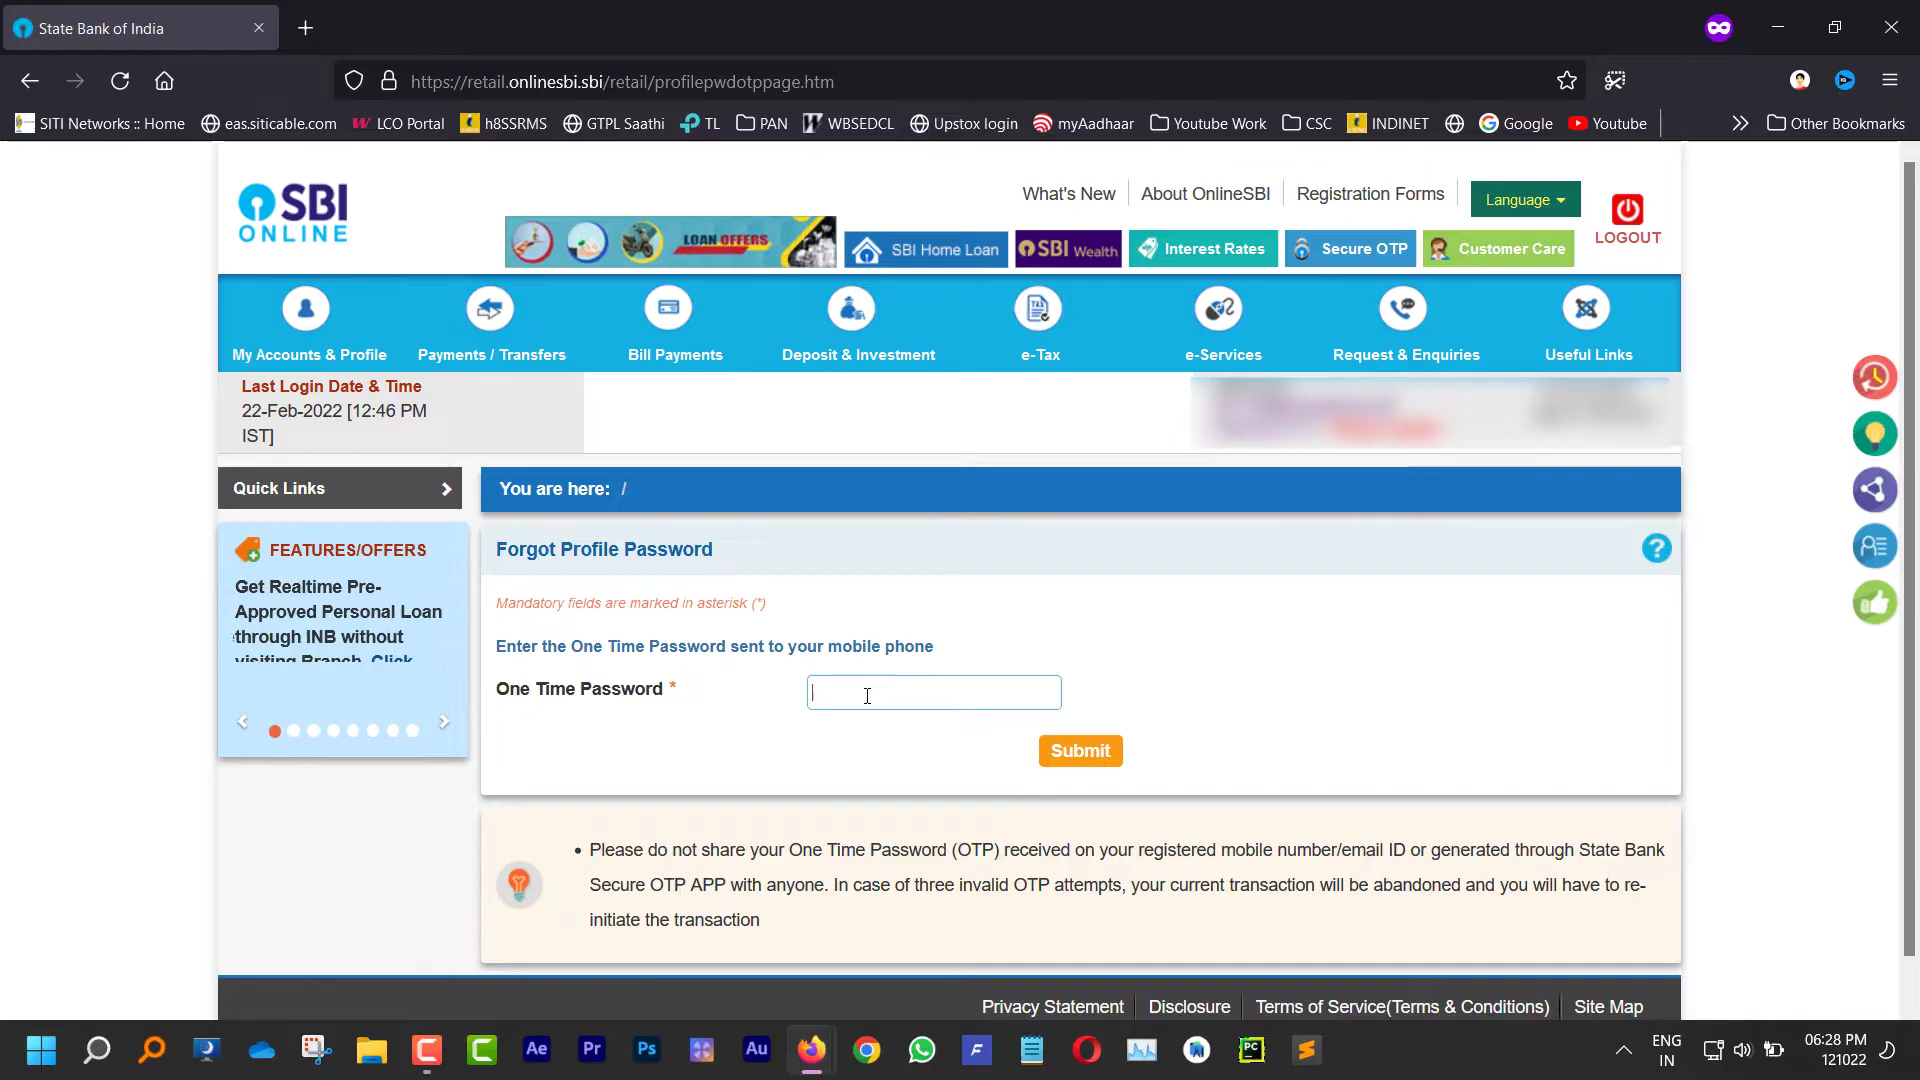 State Bank of India
https://retail.onlinesbi.sbi/retail/profilepwdotppage.htm
SITI Networks :: Home
eas.siticable.com
LCO Portal
h8SSRMS
GTPL Saathi
TL
PAN
WBSEDCL
Upstox login
myAadhaar
Youtube Work
CSC
INDINET
Google
Youtube
Other Bookmarks
SBI
ONLINE
What's New
About OnlineSBI
Registration Forms
Language
LOGOUT
LOAN OFFERS
SBI Home Loan
SBI Wealth
Interest Rates
Secure OTP
Customer Care
My Accounts & Profile
Payments / Transfers
Bill Payments
Deposit & Investment
TAX
e-Tax
e-Services
Request & Enquiries
Useful Links
Last Login Date & Time
22-Feb-2022 [12:46 PM
IST]
Quick Links
You are here: /
FEATURES/OFFERS
Get Realtime Pre-
Approved Personal Loan
through INB without
visiting Branch. Click
Forgot Profile Password
?
Mandatory fields are marked in asterisk (*)
Enter the One Time Password sent to your mobile phone
One Time Password *
Submit
• Please do not share your One Time Password (OTP) received on your registered mobile number/email ID or generated through State Bank
Secure OTP APP with anyone. In case of three invalid OTP attempts, your current transaction will be abandoned and you will have to re-
initiate the transaction
Privacy Statement
Disclosure
Terms of Service(Terms & Conditions)
Site Map
Ae
Pr
Ps
Au
F
PC
ENG
IN
06:28 PM
121022